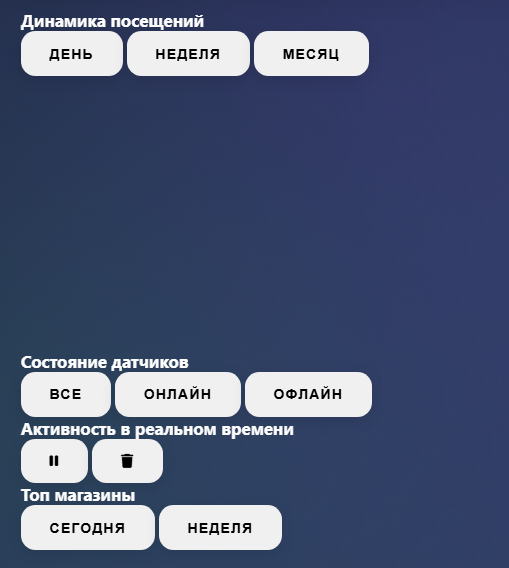 Динамика посещений
ДЕНЬ НЕДЕЛЯ МЕСЯЦ
Состояние датчиков
ВСЕ ОНЛАЙН ОФЛАЙН
Активность в реальном времени
Топ магазины
СЕГОДНЯ НЕДЕЛЯ